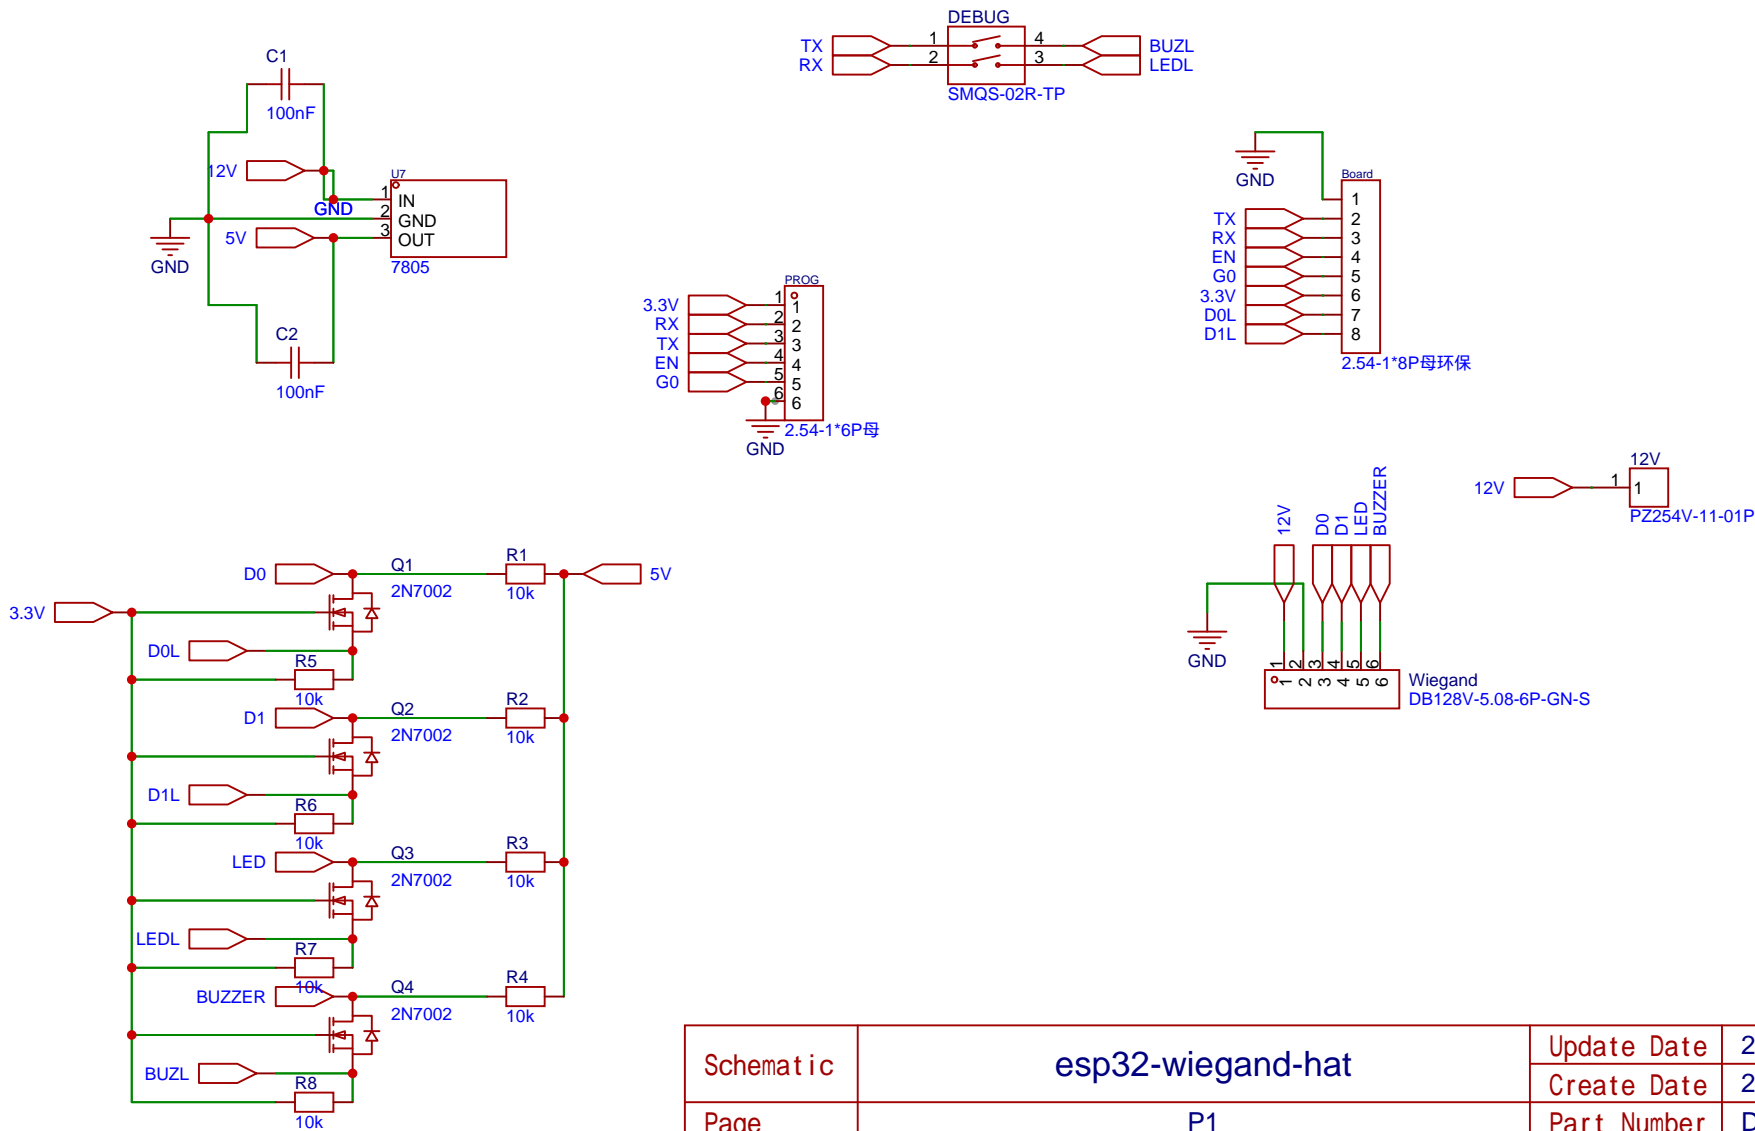 DEBUG
TX
1
4
BUZL
RX
2
3
LEDL
SMQS-02R-TP
C1
100nF
12V
U7
1
IN
GND
2
GND
5V
3
OUT
GND
7805
C2
100nF
GND
Board
1
TX
2
RX
3
EN
4
G0
5
3.3V
6
D0L
7
D1L
8
2.54-1*8P母环保
PROG
3.3V
1
1
RX
2
2
TX
3
3
EN
4
4
G0
5
5
6
6
GND
2.54-1*6P母
12V
12V
1
1
PZ254V-11-01P
12V
D0
D1
LED
BUZZER
GND
1
2
3
4
5
6
1
2
3
4
5
6
Wiegand
DB128V-5.08-6P-GN-S
D0
Q1
2N7002
R1
10k
5V
3.3V
D0L
R5
10k
D1
Q2
2N7002
R2
10k
D1L
R6
10k
LED
Q3
2N7002
R3
10k
LEDL
R7
10k
BUZZER
Q4
2N7002
R4
10k
BUZL
R8
10k
Schematic
esp32-wiegand-hat
Update Date
2
Create Date
2
Page
P1
Part Number
D